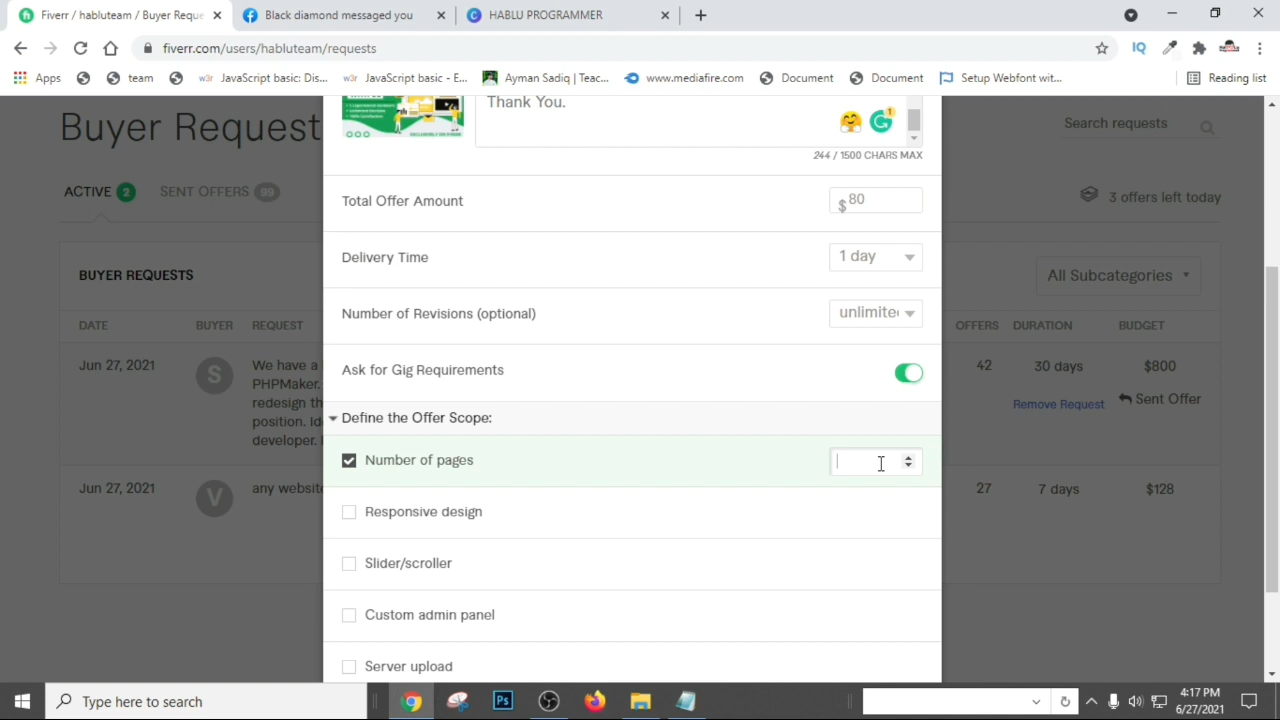 Fiverr / habluteam / Buyer Reque
Black diamond messaged you
HABLU PROGRAMMER
fiverr.com/users/habluteam/requests
Apps
team
JavaScript basic: Dis...
JavaScript basic - E...
Ayman Sadiq | Teac...
www.mediafire.com
Document
Document
Setup Webfont wit...
Reading list
Buyer Request
Search requests
Thank You.
244 / 1500 CHARS MAX
ACTIVE 2
SENT OFFERS 99
3 offers left today
Total Offer Amount
$80
Delivery Time
1 day
BUYER REQUESTS
All Subcategories
Number of Revisions (optional)
unlimite
DATE
BUYER
REQUEST
OFFERS
DURATION
BUDGET
Ask for Gig Requirements
Jun 27, 2021
S
We have a
PHPMaker.
redesign th
position. Id
developer.
42
30 days
$800
Remove Request
Sent Offer
Define the Offer Scope:
Number of pages
Jun 27, 2021
V
any website
27
7 days
$128
Responsive design
Slider/scroller
Custom admin panel
Server upload
Type here to search
Ps
4:17 PM
6/27/2021